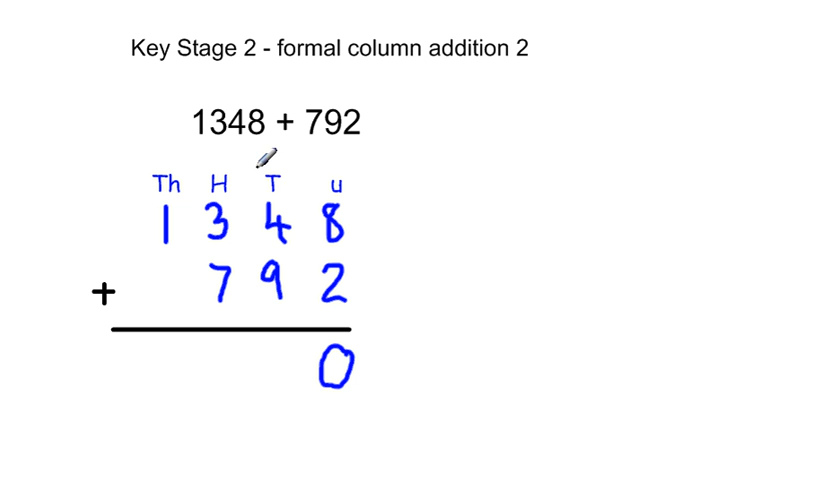 Key Stage 2 - formal column addition 2
1348 + 792
Th H T u
1 3 4 8
+ 7 9 2
0